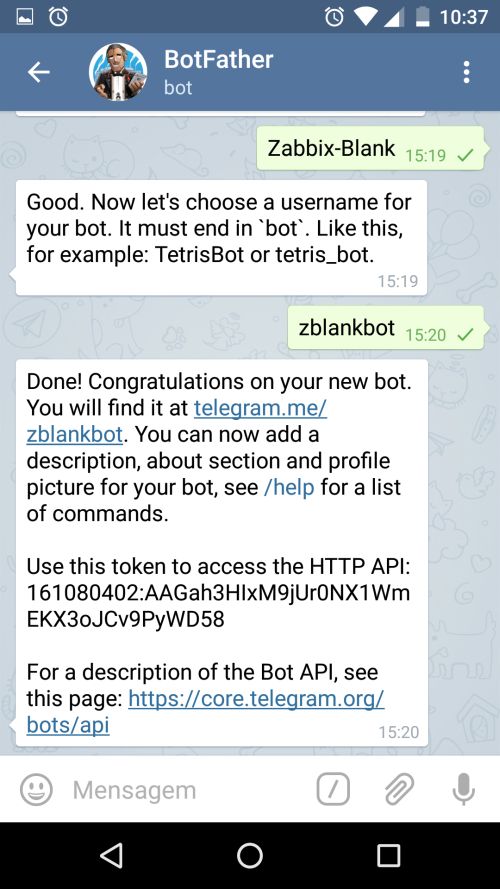 10:37
BotFather
bot
Zabbix-Blank 15:19
Good. Now let's choose a username for
your bot. It must end in `bot`. Like this,
for example: TetrisBot or tetris_bot.
15:19
zblankbot 15:20
Done! Congratulations on your new bot.
You will find it at telegram.me/
zblankbot. You can now add a
description, about section and profile
picture for your bot, see /help for a list
of commands.
Use this token to access the HTTP API:
161080402:AAGah3HIxM9jUr0NX1Wm
EKX3oJCv9PyWD58
For a description of the Bot API, see
this page: https://core.telegram.org/
bots/api
15:20
Mensagem